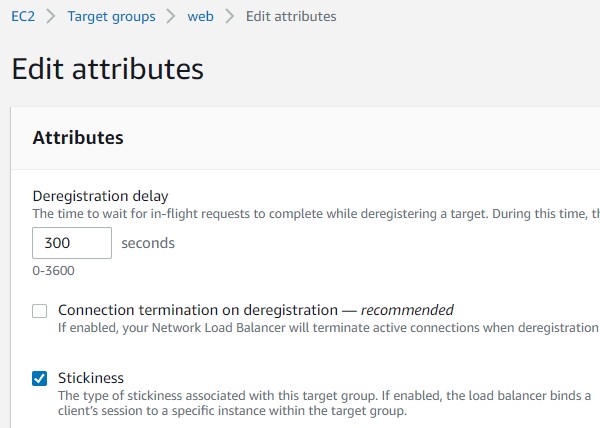 EC2 > Target groups > web > Edit attributes
Edit attributes
Attributes
Deregistration delay
The time to wait for in-flight requests to complete while deregistering a target. During this time,
300 seconds
0-3600
Connection termination on deregistration — recommended
If enabled, your Network Load Balancer will terminate active connections when deregistration
Stickiness
The type of stickiness associated with this target group. If enabled, the load balancer binds a
client’s session to a specific instance within the target group.